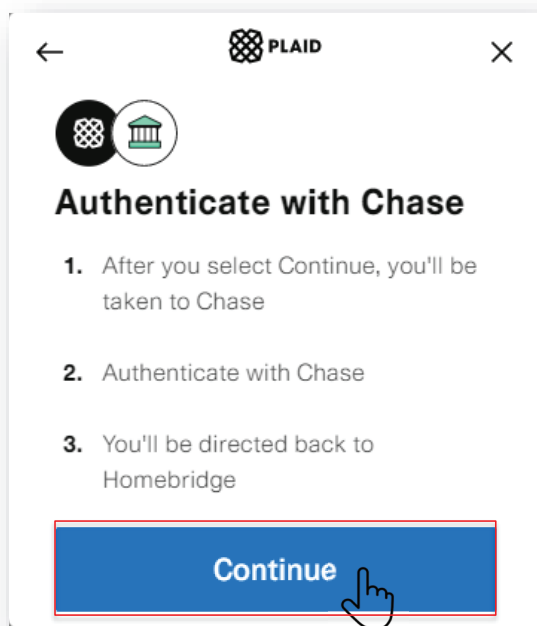 PLAID
Authenticate with Chase
1. After you select Continue, you'll be
taken to Chase
2. Authenticate with Chase
3. You'll be directed back to
Homebridge
Continue